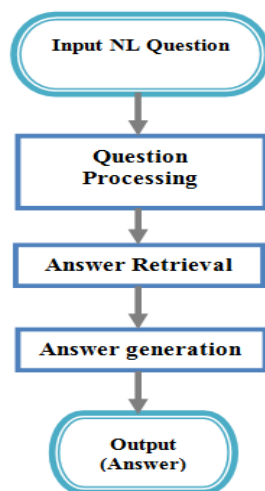 Input NL Question
Question
Processing
Answer Retrieval
Answer generation
Output
(Answer)